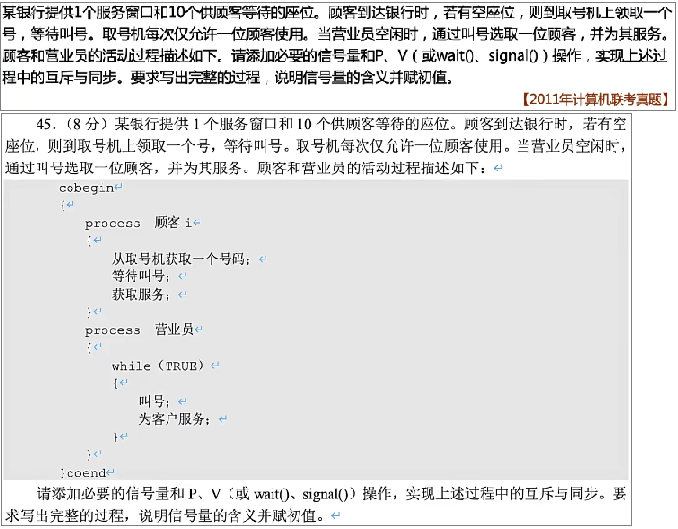 某银行提供1个服务窗口和10个供顾客等待的座位。顾客到达银行时，若有空座位，则到取号机上领取一个
号，等待叫号。取号机每次仅允许一位顾客使用。当营业员空闲时，通过叫号选取一位顾客，并为其服务。
顾客和营业员的活动过程描述如下。请添加必要的信号量和P、V（或wait()、signal()）操作，实现上述过
程中的互斥与同步。要求写出完整的过程，说明信号量的含义并赋初值。
【2011年计算机联考真题】
45．（8 分）某银行提供 1 个服务窗口和 10 个供顾客等待的座位。顾客到达银行时，若有空
座位，则到取号机上领取一个号，等待叫号。取号机每次仅允许一位顾客使用。当营业员空闲时，
通过叫号选取一位顾客，并为其服务。顾客和营业员的活动过程描述如下：
cobegin
{
process 顾客 i
{
从取号机获取一个号码；
等待叫号；
获取服务；
}
process 营业员
{
while（TRUE）
{
叫号；
为客户服务；
}
}
}coend
请添加必要的信号量和 P、V（或 wait()、signal()）操作，实现上述过程中的互斥与同步。要
求写出完整的过程，说明信号量的含义并赋初值。